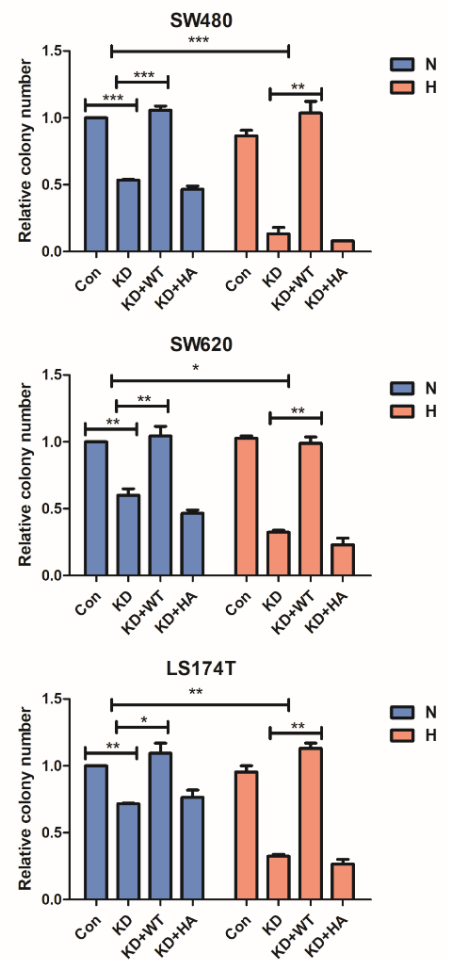 SW480
***
1.5
N
***
**
H
***
1.0
Relative colony number
0.5
0.0
Con
KD
KD+WT
KD+HA
Con
KD
KD+WT
KD+HA
SW620
1.5
*
N
**
H
**
**
1.0
Relative colony number
0.5
0.0
Con
KD
KD+WT
KD+HA
Con
KD
KD+WT
KD+HA
LS174T
1.5
**
N
*
**
H
**
1.0
Relative colony number
0.5
0.0
Con
KD
KD+WT
KD+HA
Con
KD
KD+WT
KD+HA